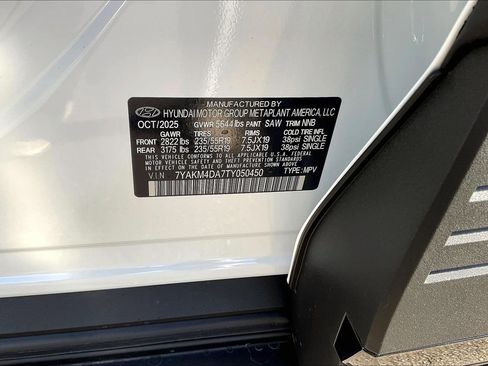 MANUFACTURED BY
HYUNDAI MOTOR GROUP METAPLANT AMERICA, LLC
OCT/2025 GVWR 5644 lbs PAINT SAW TRIM NNB
GAWR TIRES RIMS COLD TIRE INFL
FRONT 2822 lbs 235/55R19 7.5JX19 38psi SINGLE
REAR 3175 lbs 235/55R19 7.5JX19 38psi SINGLE
THIS VEHICLE CONFORMS TO ALL APPLICABLE U.S.A. FEDERAL
MOTOR VEHICLE SAFETY STANDARDS IN EFFECT ON THE
DATE OF MANUFACTURE SHOWN ABOVE.
VIN 7YAKM4DA7TY050450 TYPE: MPV